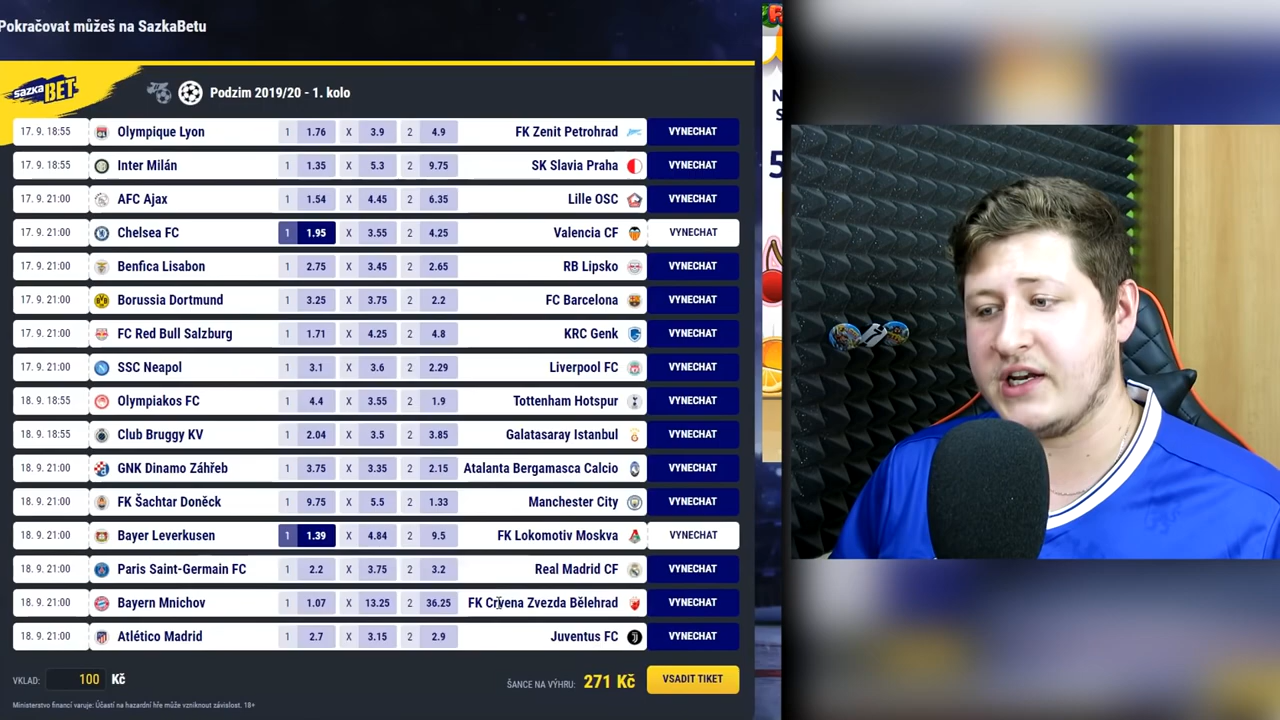 Pokračovat můžeš na SazkaBetu
sazka BET
Podzim 2019/20 - 1. kolo
17. 9. 18:55 Olympique Lyon 1 1.76 X 3.9 2 4.9 FK Zenit Petrohrad VYNECHAT
17. 9. 18:55 Inter Milán 1 1.35 X 5.3 2 9.75 SK Slavia Praha VYNECHAT
17. 9. 21:00 AFC Ajax 1 1.54 X 4.45 2 6.35 Lille OSC VYNECHAT
17. 9. 21:00 Chelsea FC 1 1.95 X 3.55 2 4.25 Valencia CF VYNECHAT
17. 9. 21:00 Benfica Lisabon 1 2.75 X 3.45 2 2.65 RB Lipsko VYNECHAT
17. 9. 21:00 Borussia Dortmund 1 3.25 X 3.75 2 2.2 FC Barcelona VYNECHAT
17. 9. 21:00 FC Red Bull Salzburg 1 1.71 X 4.25 2 4.8 KRC Genk VYNECHAT
17. 9. 21:00 SSC Neapol 1 3.1 X 3.6 2 2.29 Liverpool FC VYNECHAT
18. 9. 18:55 Olympiakos FC 1 4.4 X 3.55 2 1.9 Tottenham Hotspur VYNECHAT
18. 9. 18:55 Club Bruggy KV 1 2.04 X 3.5 2 3.85 Galatasaray Istanbul VYNECHAT
18. 9. 21:00 GNK Dinamo Záhřeb 1 3.75 X 3.35 2 2.15 Atalanta Bergamasca Calcio VYNECHAT
18. 9. 21:00 FK Šachtar Doněck 1 9.75 X 5.5 2 1.33 Manchester City VYNECHAT
18. 9. 21:00 Bayer Leverkusen 1 1.39 X 4.84 2 9.5 FK Lokomotiv Moskva VYNECHAT
18. 9. 21:00 Paris Saint-Germain FC 1 2.2 X 3.75 2 3.2 Real Madrid CF VYNECHAT
18. 9. 21:00 Bayern Mnichov 1 1.07 X 13.25 2 36.25 FK Crvena Zvezda Bělehrad VYNECHAT
18. 9. 21:00 Atlético Madrid 1 2.7 X 3.15 2 2.9 Juventus FC VYNECHAT
VKLAD: 100 Kč ŠANCE NA VÝHRU: 271 Kč VSADIT TIKET
Ministerstvo financí varuje: Účastí na hazardní hře může vzniknout závislost. 18+